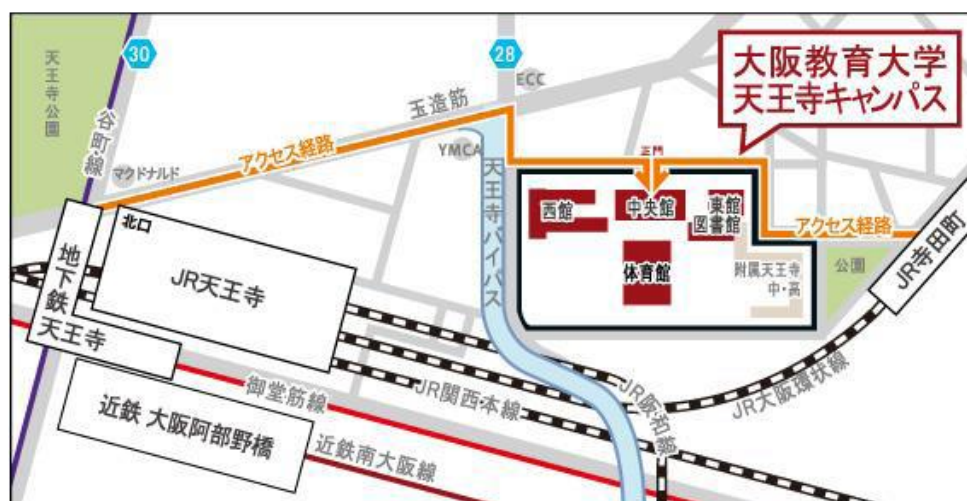 30
28
ECC
大阪教育大学
天王寺キャンパス
天王寺公園
谷町線
玉造筋
アクセス経路
マクドナルド
YMCA
天王寺バイパス
正門
西館
中央館
東館
図書館
体育館
附属天王寺
中・高
アクセス経路
公園
JR寺田町
北口
JR天王寺
地下鉄
天王寺
御堂筋線
JR関西本線
JR阪和線
JR大阪環状線
近鉄 大阪阿部野橋
近鉄南大阪線